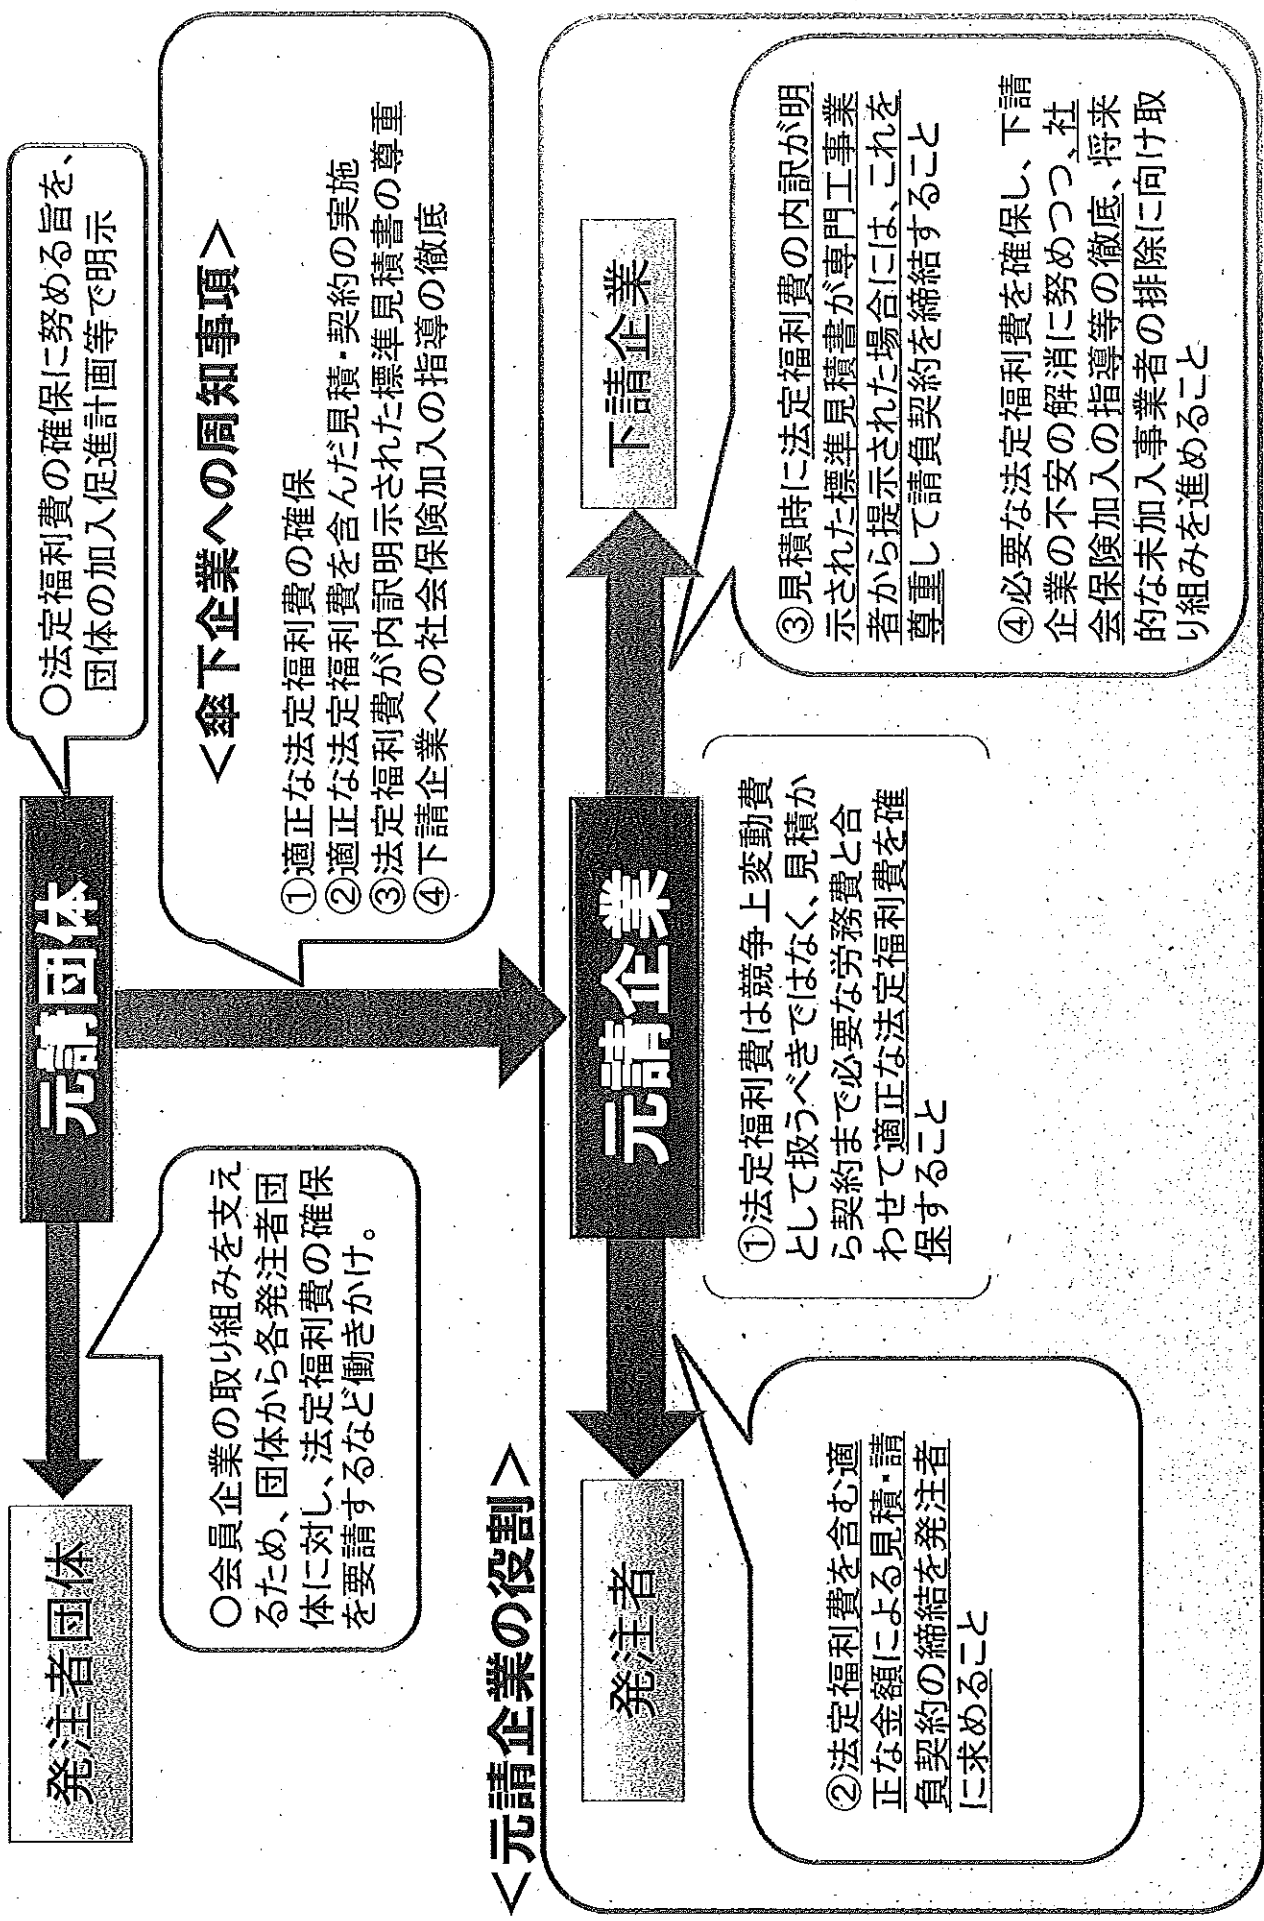 発注者団体
元請団体
○法定福利費の確保に努める旨を、
団体の加入促進計画等で明示
○会員企業の取り組みを支え
るため、団体から各発注者団
体に対し、法定福利費の確保
を要請するなど働きかけ。
＜傘下企業への周知事項＞
①適正な法定福利費の確保
②適正な法定福利費を含んだ見積・契約の実施
③法定福利費が内訳明示された標準見積書の尊重
④下請企業への社会保険加入の指導の徹底
＜元請企業の役割＞
発注者
元請企業
下請企業
①法定福利費は競争上変動費
として扱うべきではなく、見積か
ら契約まで必要な労務費と合
わせて適正な法定福利費を確
保すること
②法定福利費を含む適
正な金額による見積・請
負契約の締結を発注者
に求めること
③見積時に法定福利費の内訳が明
示された標準見積書が専門工事業
者から提示された場合には、これを
尊重して請負契約を締結すること
④必要な法定福利費を確保し、下請
企業の不安の解消に努めつつ、社
会保険加入の指導等の徹底、将来
的な未加入事業者の排除に向け取
り組みを進めること